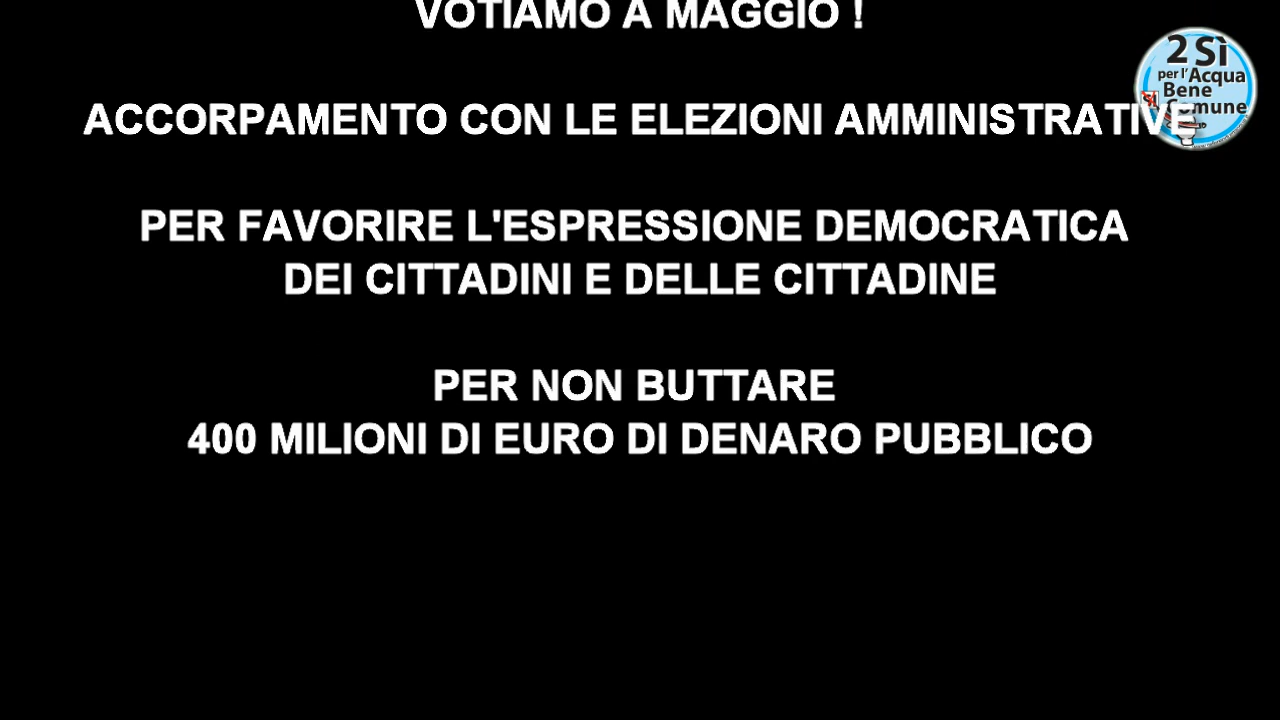 VOTIAMO A MAGGIO !
2 Sì
per l'Acqua
Bene
Comune
ACCORPAMENTO CON LE ELEZIONI AMMINISTRATIVE
PER FAVORIRE L'ESPRESSIONE DEMOCRATICA
DEI CITTADINI E DELLE CITTADINE
PER NON BUTTARE
400 MILIONI DI EURO DI DENARO PUBBLICO